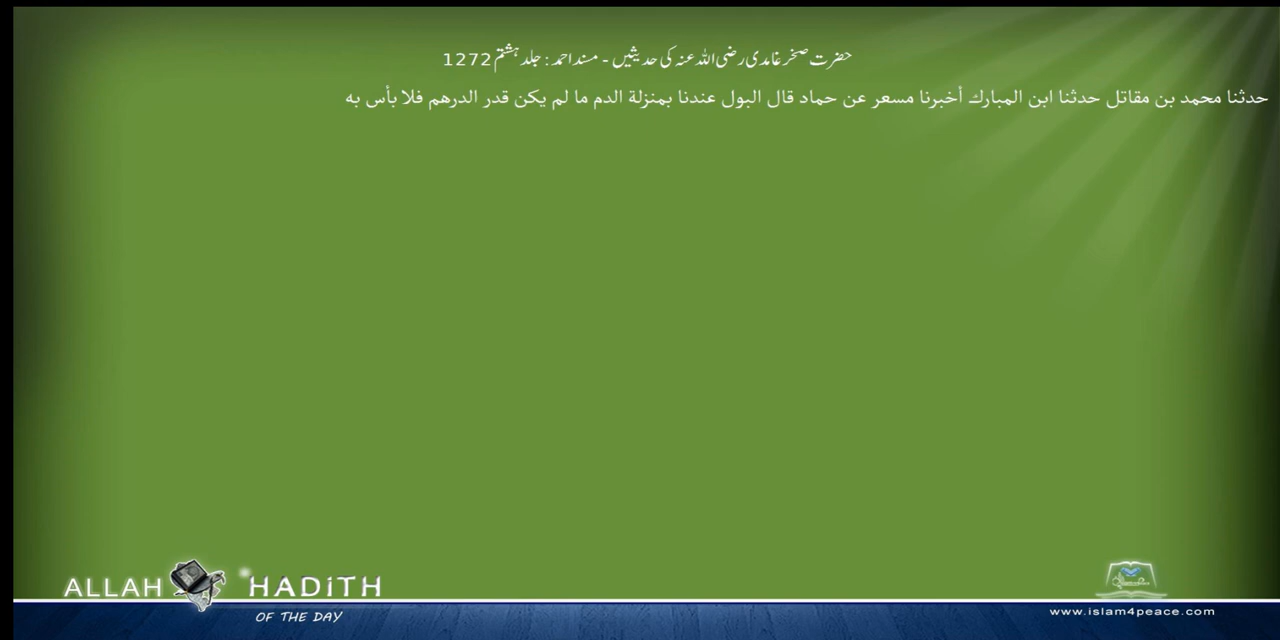 حضرت صخر غامدی رضی اللہ عنہ کی حدیثیں - مسند احمد : جلد ہشتم 1272
حدثنا محمد بن مقاتل حدثنا ابن المبارك أخبرنا مسعر عن حماد قال البول عندنا بمنزلة الدم ما لم يكن قدر الدرهم فلا بأس به
ALLAH HADITH
OF THE DAY
www.islam4peace.com